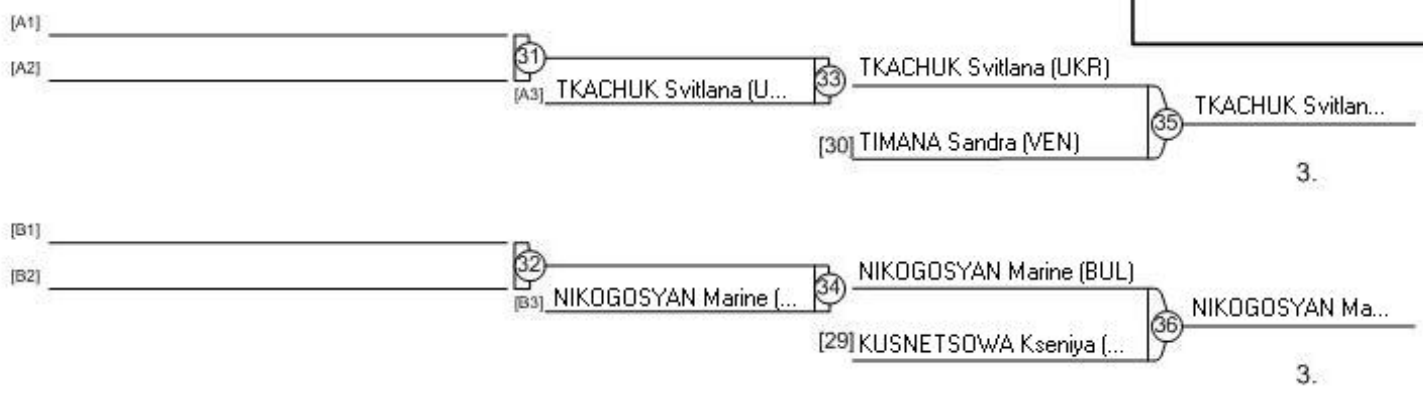 [A1]
[A2]
31
[A3] TKACHUK Svitlana (U...
33
TKACHUK Svitlana (UKR)
[30] TIMANA Sandra (VEN)
35
TKACHUK Svitlan...
3.
[B1]
[B2]
32
[B3] NIKOGOSYAN Marine (...
34
NIKOGOSYAN Marine (BUL)
[29] KUSNETSOWA Kseniya (...
36
NIKOGOSYAN Ma...
3.